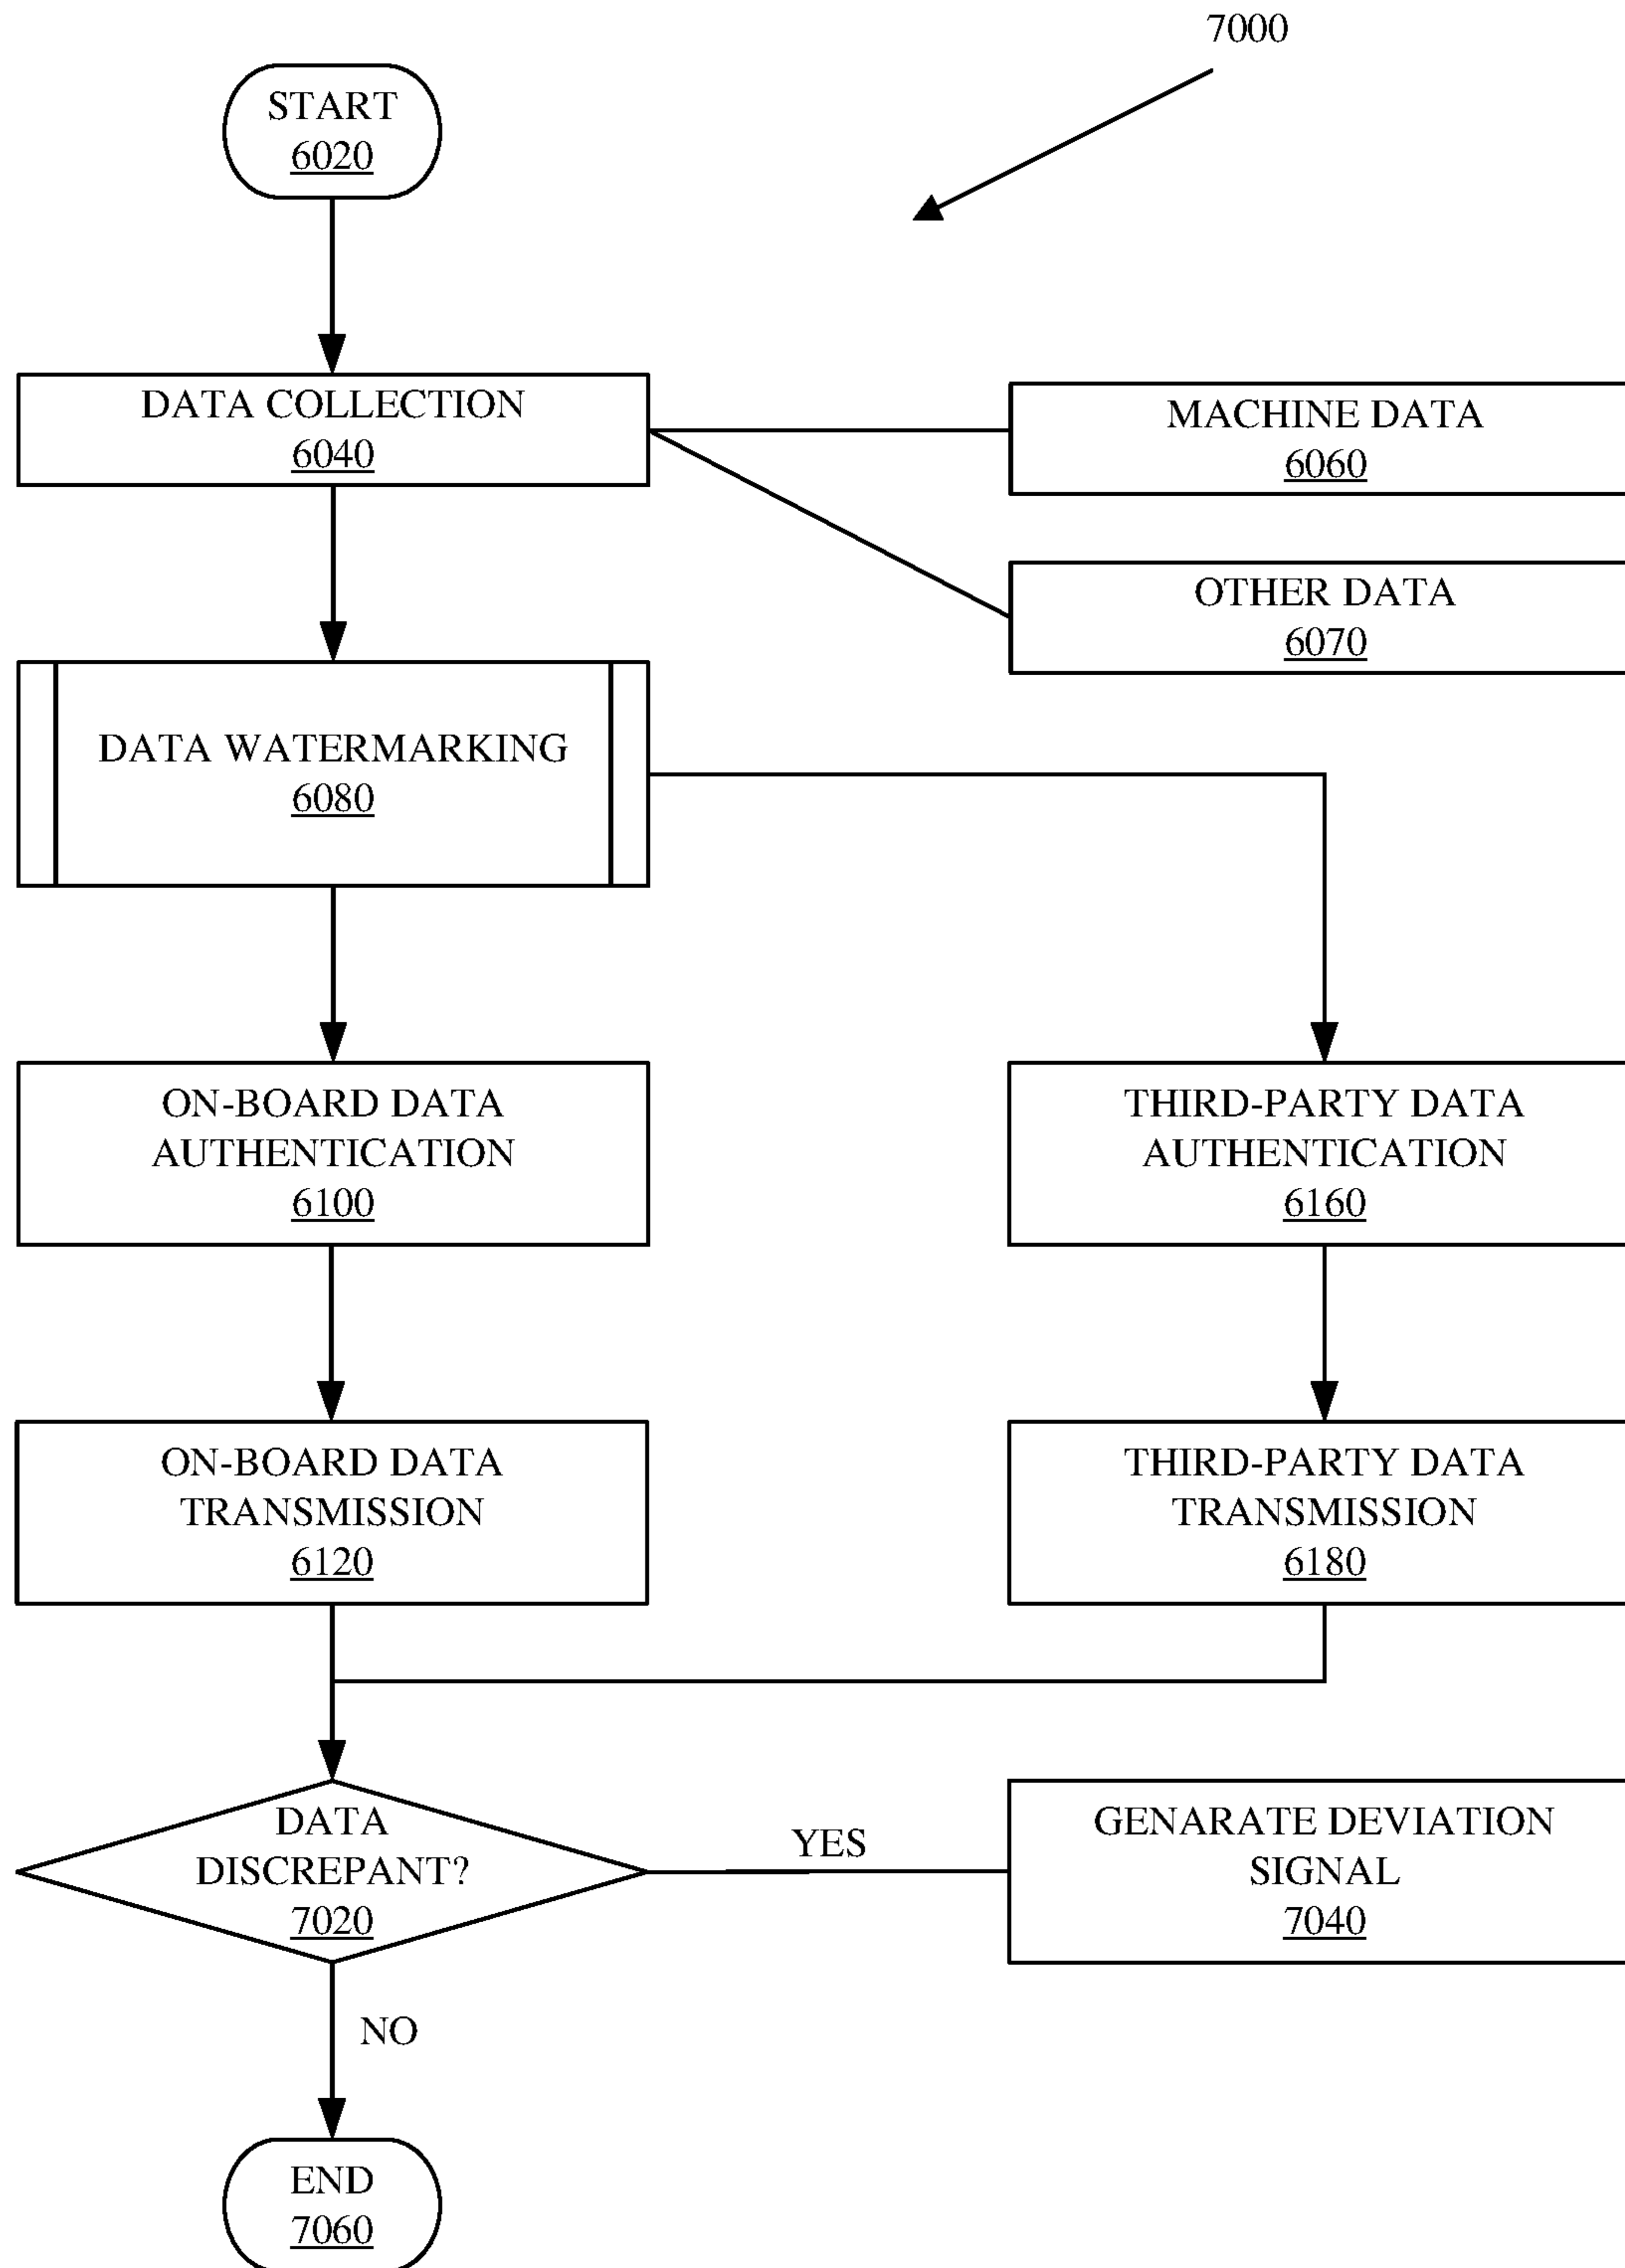 7000
START
6020
DATA COLLECTION
6040
MACHINE DATA
6060
OTHER DATA
6070
DATA WATERMARKING
6080
ON-BOARD DATA
AUTHENTICATION
6100
THIRD-PARTY DATA
AUTHENTICATION
6160
ON-BOARD DATA
TRANSMISSION
6120
THIRD-PARTY DATA
TRANSMISSION
6180
DATA
DISCREPANT?
7020
YES
GENARATE DEVIATION
SIGNAL
7040
NO
END
7060